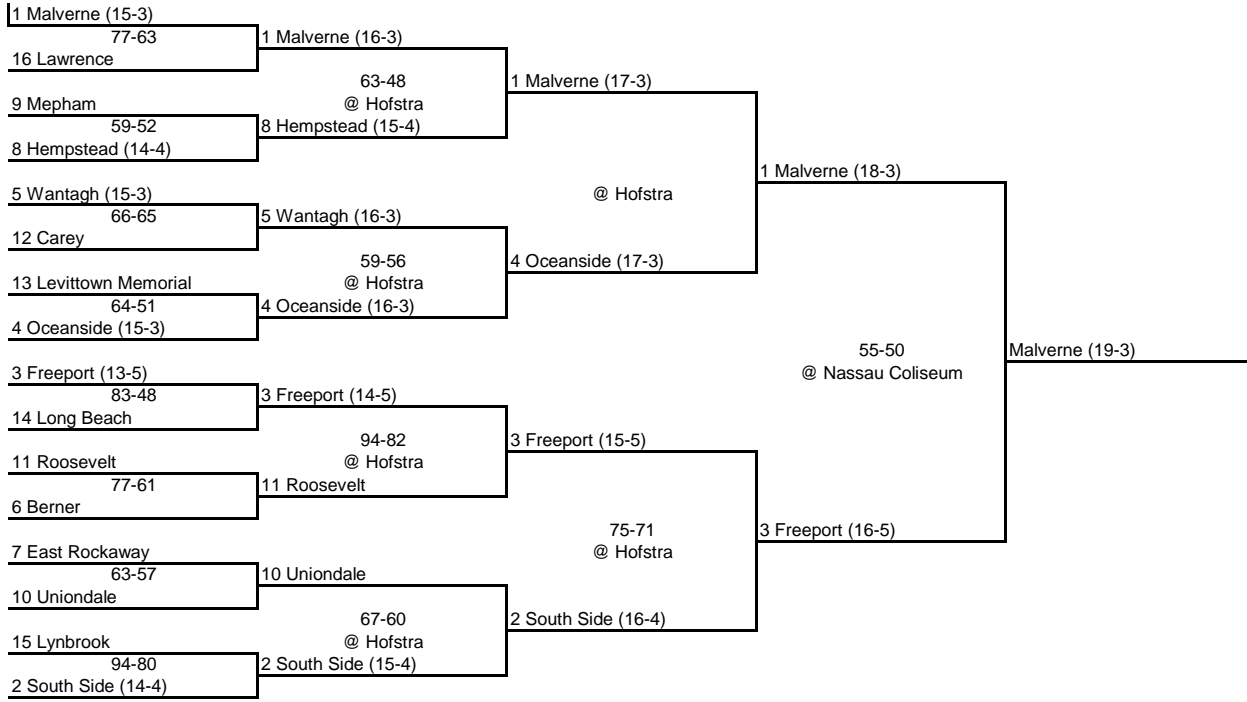 1 Malverne (15-3)
77-63
16 Lawrence
9 Mepham
59-52
8 Hempstead (14-4)
5 Wantagh (15-3)
66-65
12 Carey
13 Levittown Memorial
64-51
4 Oceanside (15-3)
3 Freeport (13-5)
83-48
14 Long Beach
11 Roosevelt
77-61
6 Berner
7 East Rockaway
63-57
10 Uniondale
15 Lynbrook
94-80
2 South Side (14-4)
1 Malverne (16-3)
63-48
@ Hofstra
8 Hempstead (15-4)
5 Wantagh (16-3)
59-56
@ Hofstra
4 Oceanside (16-3)
3 Freeport (14-5)
94-82
@ Hofstra
11 Roosevelt
10 Uniondale
67-60
@ Hofstra
2 South Side (15-4)
1 Malverne (17-3)
@ Hofstra
4 Oceanside (17-3)
3 Freeport (15-5)
75-71
@ Hofstra
2 South Side (16-4)
1 Malverne (18-3)
55-50
@ Nassau Coliseum
3 Freeport (16-5)
Malverne (19-3)